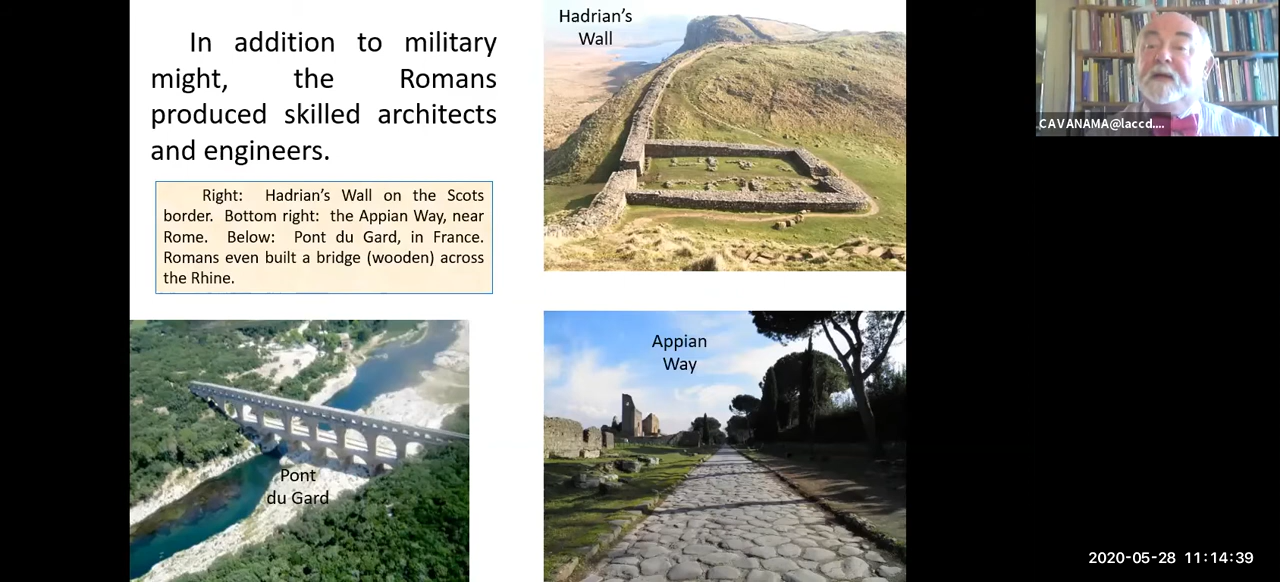 In addition to military
might, the Romans
produced skilled architects
and engineers.
Right: Hadrian’s Wall on the Scots
border. Bottom right: the Appian Way, near
Rome. Below: Pont du Gard, in France.
Romans even built a bridge (wooden) across
the Rhine.
Hadrian’s
Wall
Pont
du Gard
Appian
Way
CAVANAMA@laccd....
2020-05-28 11:14:39